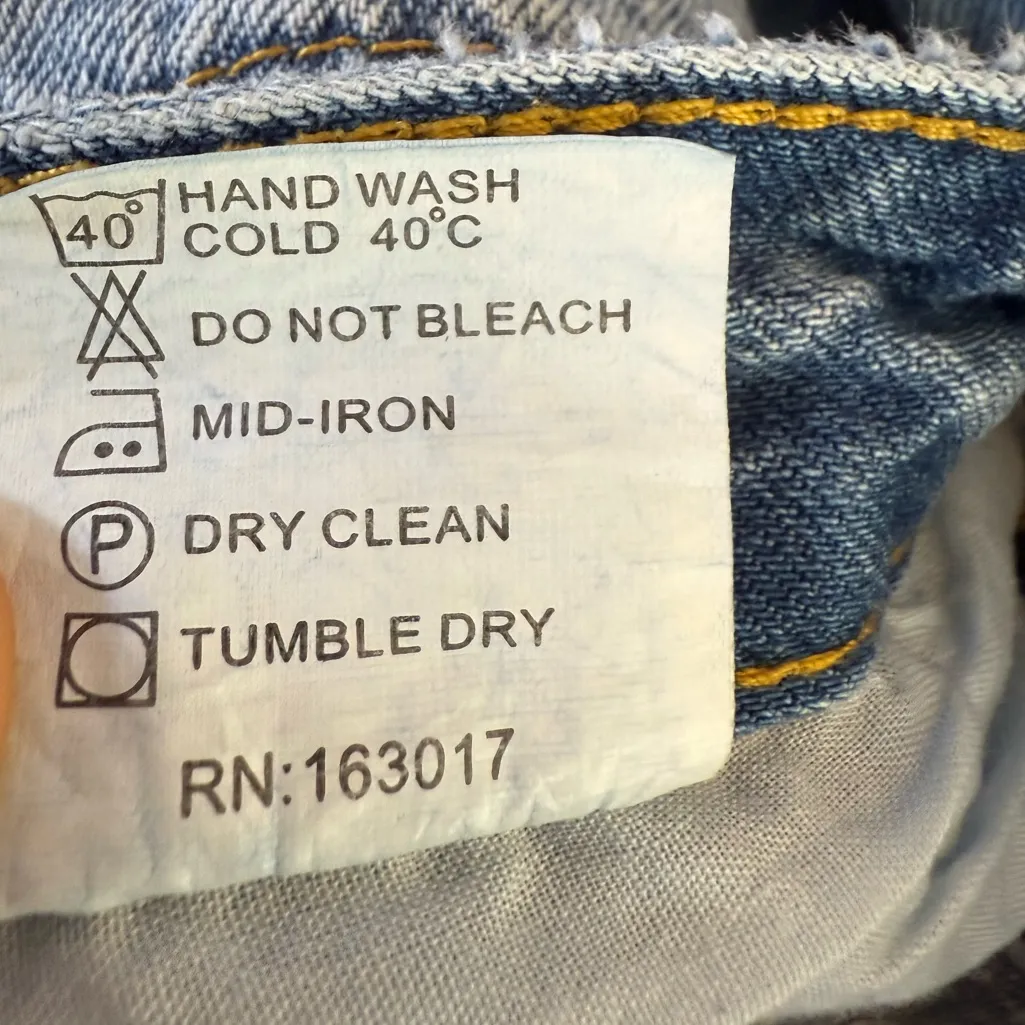 40°
HAND WASH
COLD 40°C
DO NOT BLEACH
MID-IRON
P
DRY CLEAN
TUMBLE DRY
RN:163017